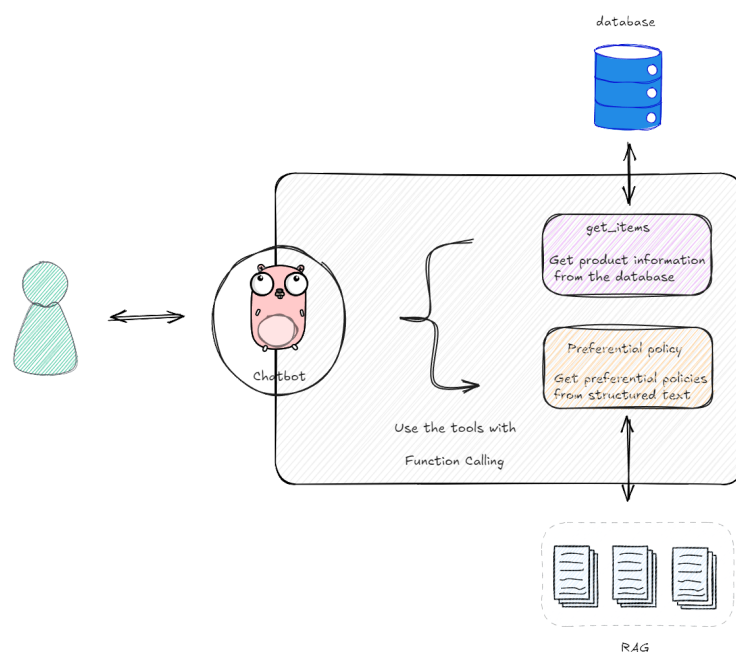 database
get_items
Get product information
from the database
Chatbot
Preferential policy
Get preferential policies
from structured text
Use the tools with
Function Calling
RAG